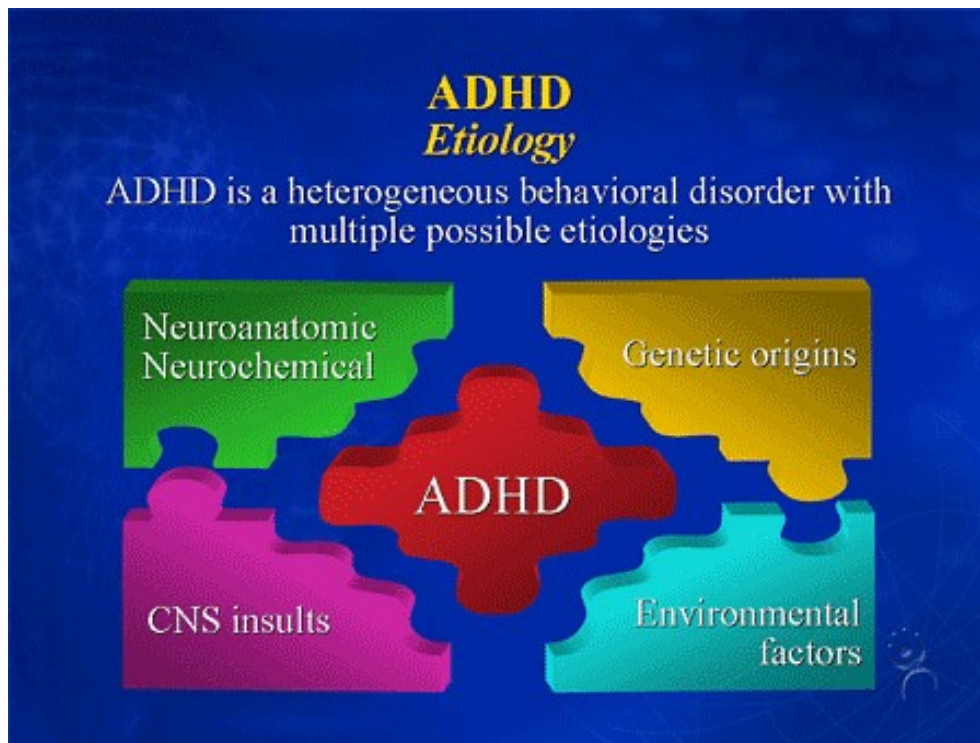 ADHD
Etiology
ADHD is a heterogeneous behavioral disorder with
multiple possible etiologies
Neuroanatomic
Neurochemical
Genetic origins
ADHD
CNS insults
Environmental
factors